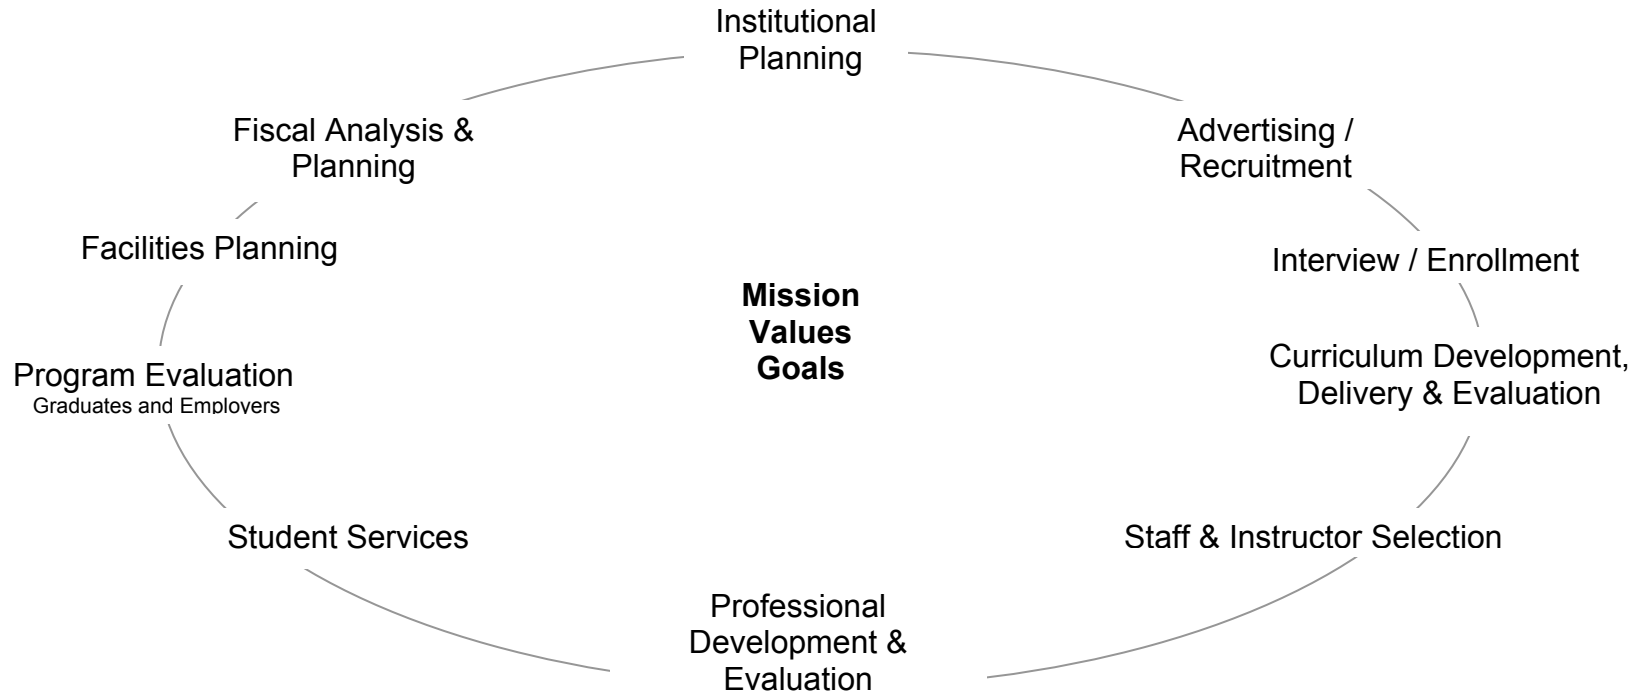 Institutional
Planning
Fiscal Analysis &
Planning
Advertising /
Recruitment
Facilities Planning
Interview / Enrollment
Mission
Values
Goals
Program Evaluation
Graduates and Employers
Curriculum Development,
Delivery & Evaluation
Student Services
Staff & Instructor Selection
Professional
Development &
Evaluation